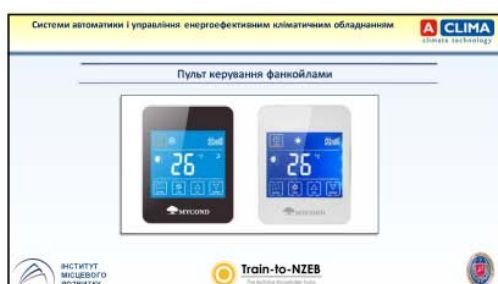 Системи автоматики і управління енергоефективним кліматичним обладнанням
A CLIMA
climate technology
Пульт керування фанкойлами
26
26
MYCOND
MYCOND
ІНСТИТУТ
МІСЦЕВОГО
РОЗВИТКУ
Train-to-NZEB